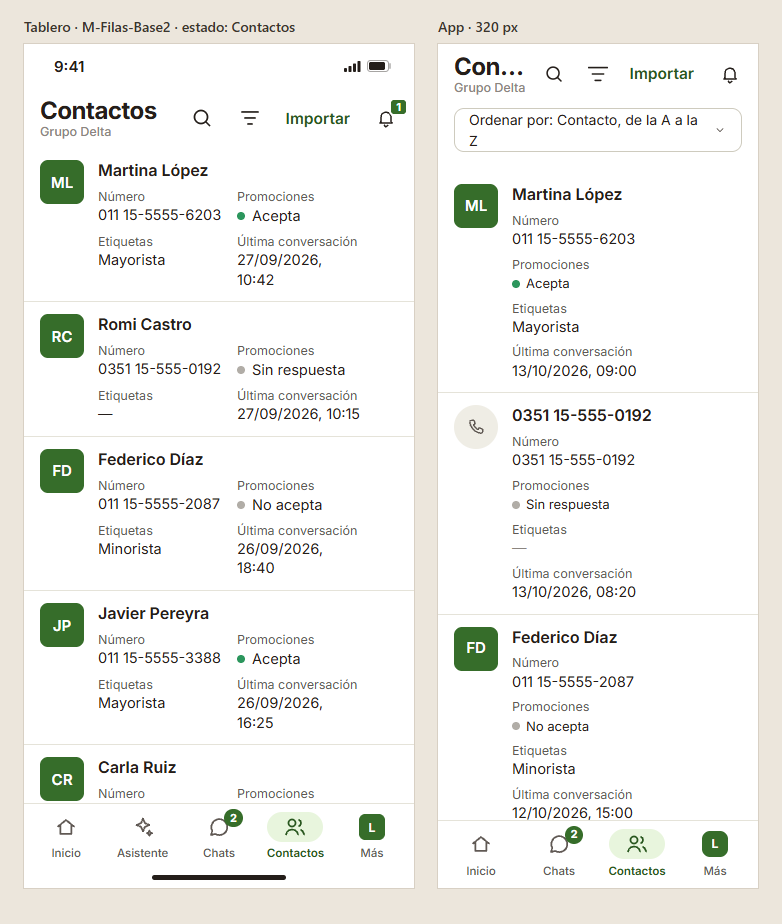 Tablero · M-Filas-Base2 · estado: Contactos
9:41
Contactos
Grupo Delta
Importar
1
ML
Martina López
Número
Promociones
011 15-5555-6203
Acepta
Etiquetas
Última conversación
Mayorista
27/09/2026,
10:42
RC
Romi Castro
Número
Promociones
0351 15-555-0192
Sin respuesta
Etiquetas
Última conversación
—
27/09/2026, 10:15
FD
Federico Díaz
Número
Promociones
011 15-5555-2087
No acepta
Etiquetas
Última conversación
Minorista
26/09/2026,
18:40
JP
Javier Pereyra
Número
Promociones
011 15-5555-3388
Acepta
Etiquetas
Última conversación
Mayorista
26/09/2026,
16:25
CR
Carla Ruiz
Número
Promociones
2
L
Inicio
Asistente
Chats
Contactos
Más
App · 320 px
Con...
Grupo Delta
Importar
Ordenar por: Contacto, de la A a la
Z
ML
Martina López
Número
011 15-5555-6203
Promociones
Acepta
Etiquetas
Mayorista
Última conversación
13/10/2026, 09:00
0351 15-555-0192
Número
0351 15-555-0192
Promociones
Sin respuesta
Etiquetas
—
Última conversación
13/10/2026, 08:20
FD
Federico Díaz
Número
011 15-5555-2087
Promociones
No acepta
Etiquetas
Minorista
Última conversación
12/10/2026, 15:00
2
L
Inicio
Chats
Contactos
Más